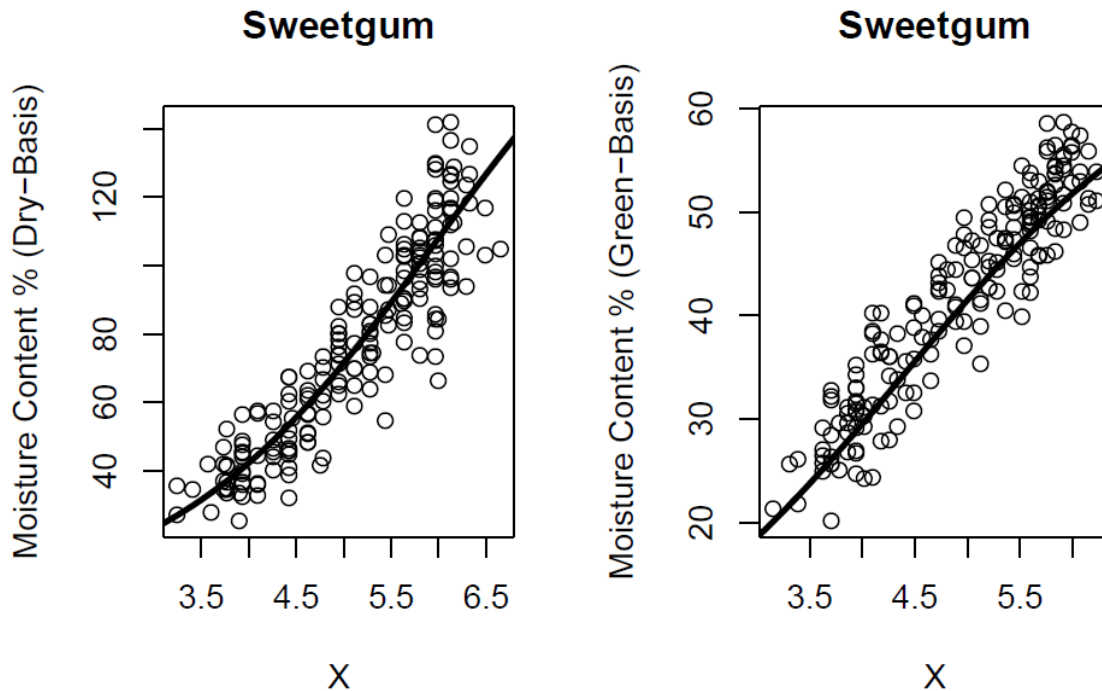 Sweetgum
Moisture Content % (Dry−Basis)
120
80
60
40
3.5
4.5
5.5
6.5
X
Sweetgum
Moisture Content % (Green−Basis)
60
50
40
30
20
3.5
4.5
5.5
X